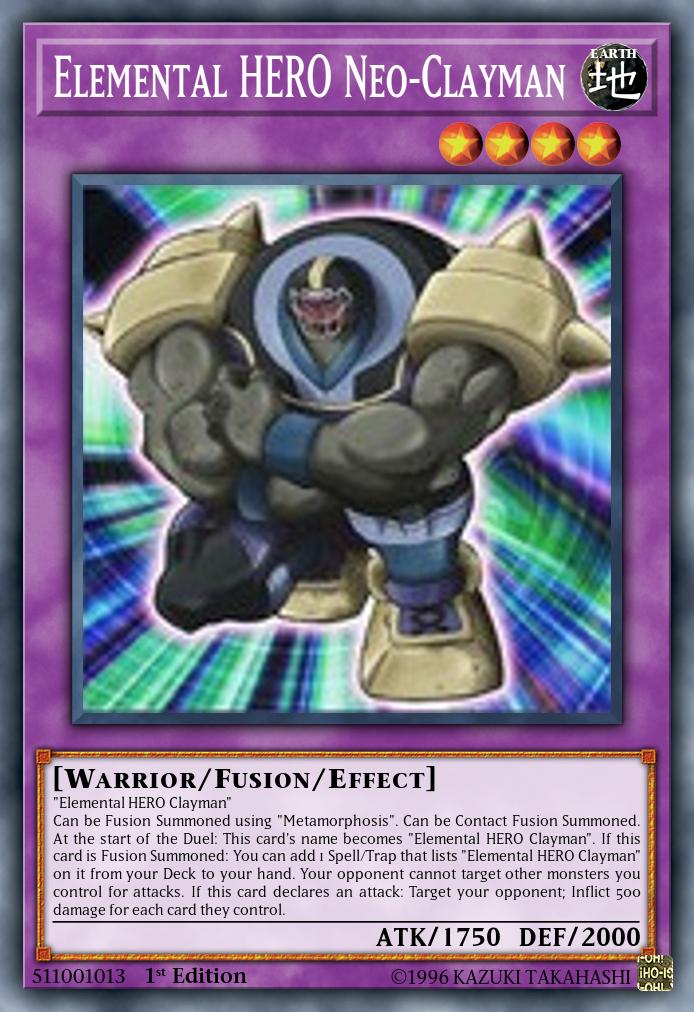 ELEMENTAL HERO NEO-CLAYMAN
EARTH
地
[WARRIOR/FUSION/EFFECT]
"Elemental HERO Clayman"
Can be Fusion Summoned using "Metamorphosis". Can be Contact Fusion Summoned.
At the start of the Duel: This card's name becomes "Elemental HERO Clayman". If this
card is Fusion Summoned: You can add 1 Spell/Trap that lists "Elemental HERO Clayman"
on it from your Deck to your hand. Your opponent cannot target other monsters you
control for attacks. If this card declares an attack: Target your opponent; Inflict 500
damage for each card they control.
ATK/1750 DEF/2000
511001013 1st Edition ©1996 KAZUKI TAKAHASHI